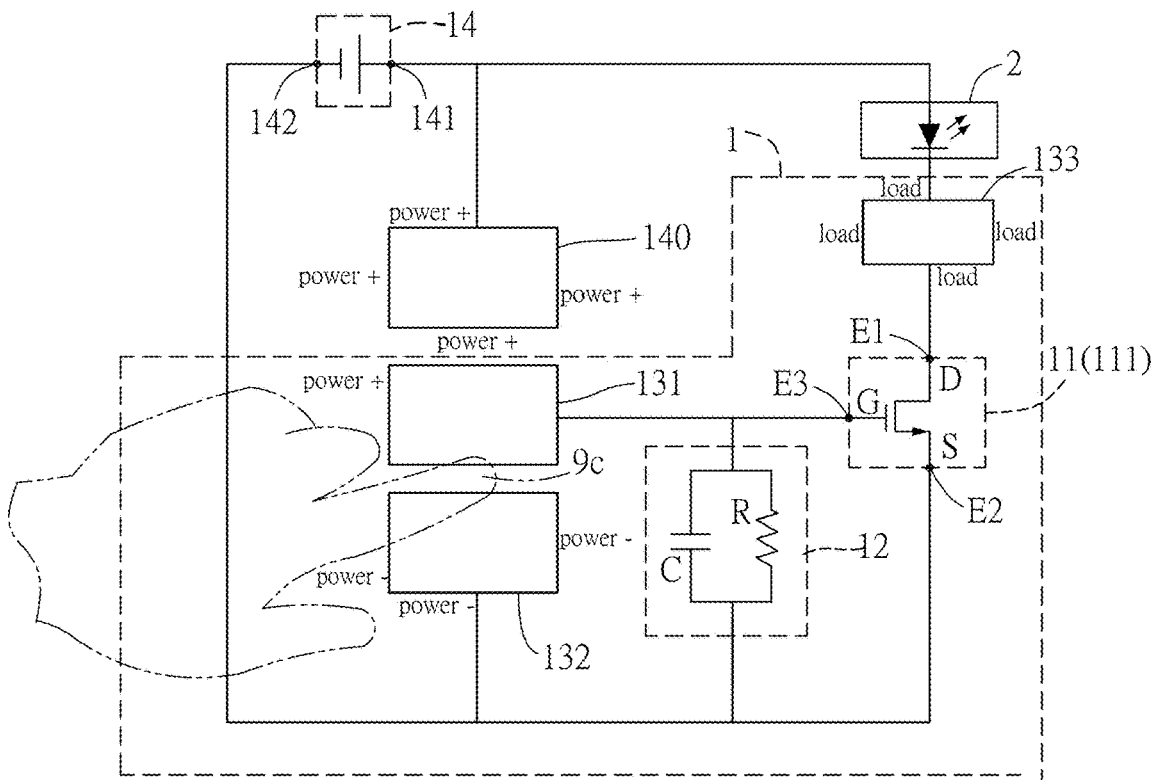 14
142
141
2
1
133
load
load
load
load
power +
140
power +
power +
power +
E1
11(111)
power +
131
E3
G
D
S
9c
E2
R
power -
12
C
power -
power -
132